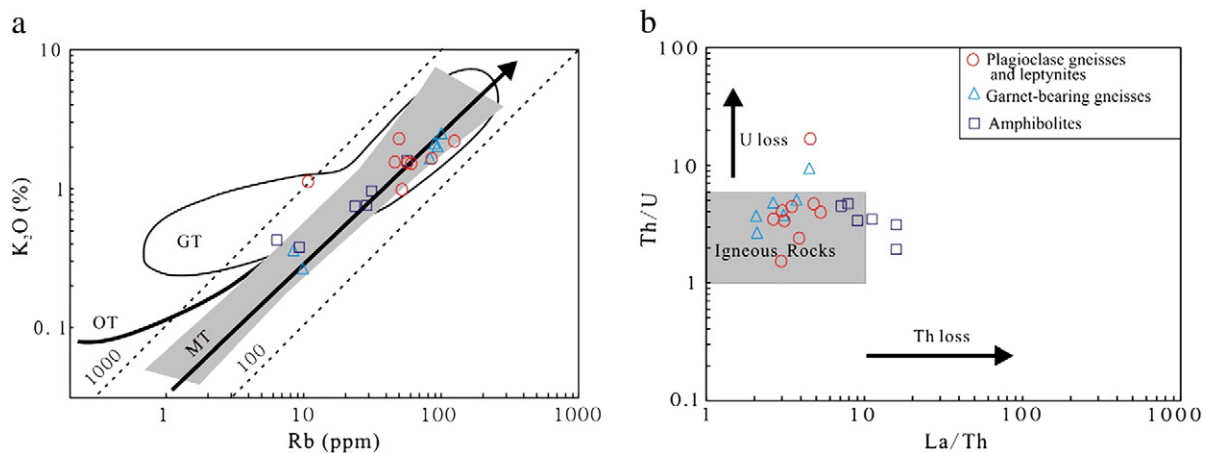 a
10
1
0.1
K₂O (%)
GT
OT
MT
1000
100
1
10
100
1000
Rb (ppm)
b
100
10
1
0.1
Th/U
U loss
Igneous Rocks
Th loss
Plagioclase gneisses
and leptynites
Garnet-bearing gneisses
Amphibolites
1
10
100
1000
La/Th